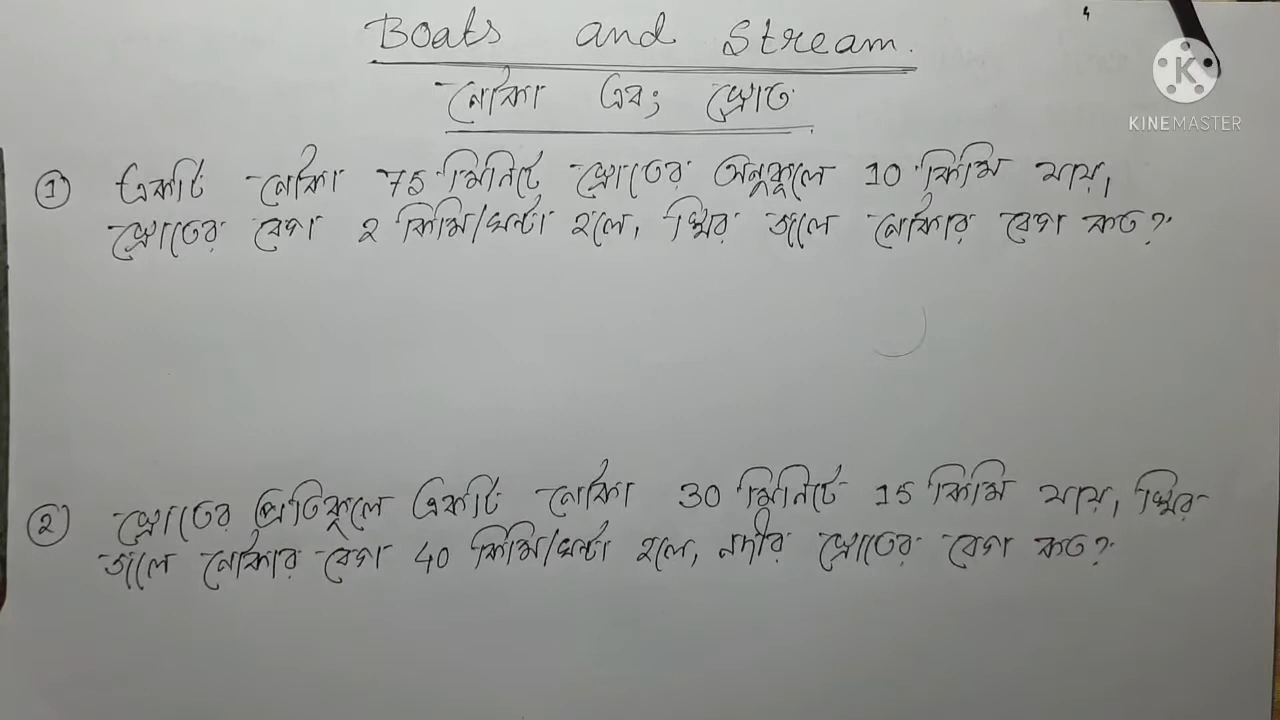 Boats and Stream.
নৌকা এবং স্রোত
K
KINEMASTER
① একটি নৌকা 75 মিনিটে স্রোতের অনুকূলে 10 কিমি যায়,
স্রোতের বেগ ২ কিমি/ঘন্টা হলে, স্থির জলে নৌকার বেগ কত?
② স্রোতের প্রতিকূলে একটি নৌকা 30 মিনিটে 15 কিমি যায়, স্থির
জলে নৌকার বেগ 40 কিমি/ঘন্টা হলে, নদীর স্রোতের বেগ কত?